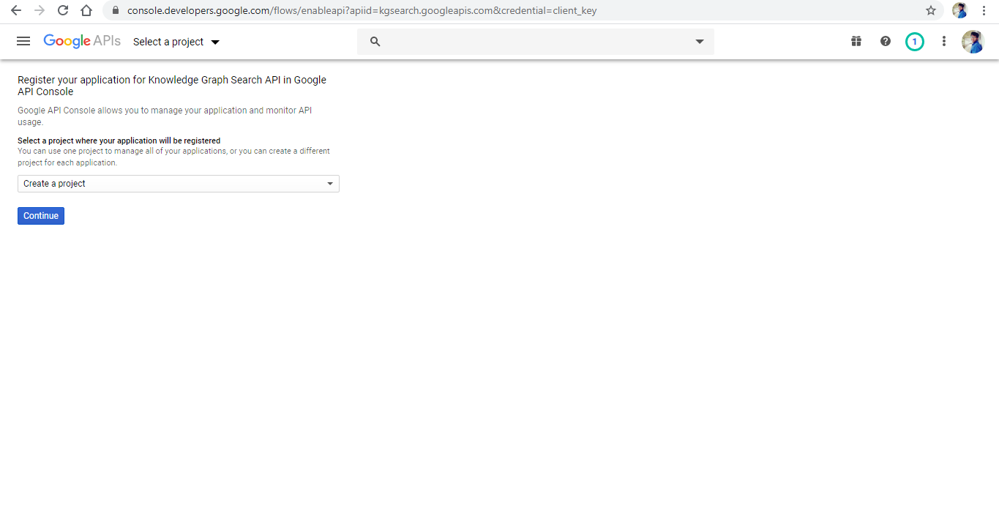 console.developers.google.com/flows/enableapi?apiid=kgsearch.googleapis.com&credential=client_key
Google APIs Select a project 1
Register your application for Knowledge Graph Search API in Google
API Console
Google API Console allows you to manage your application and monitor API
usage.
Select a project where your application will be registered
You can use one project to manage all of your applications, or you can create a different
project for each application.
Create a project
Continue